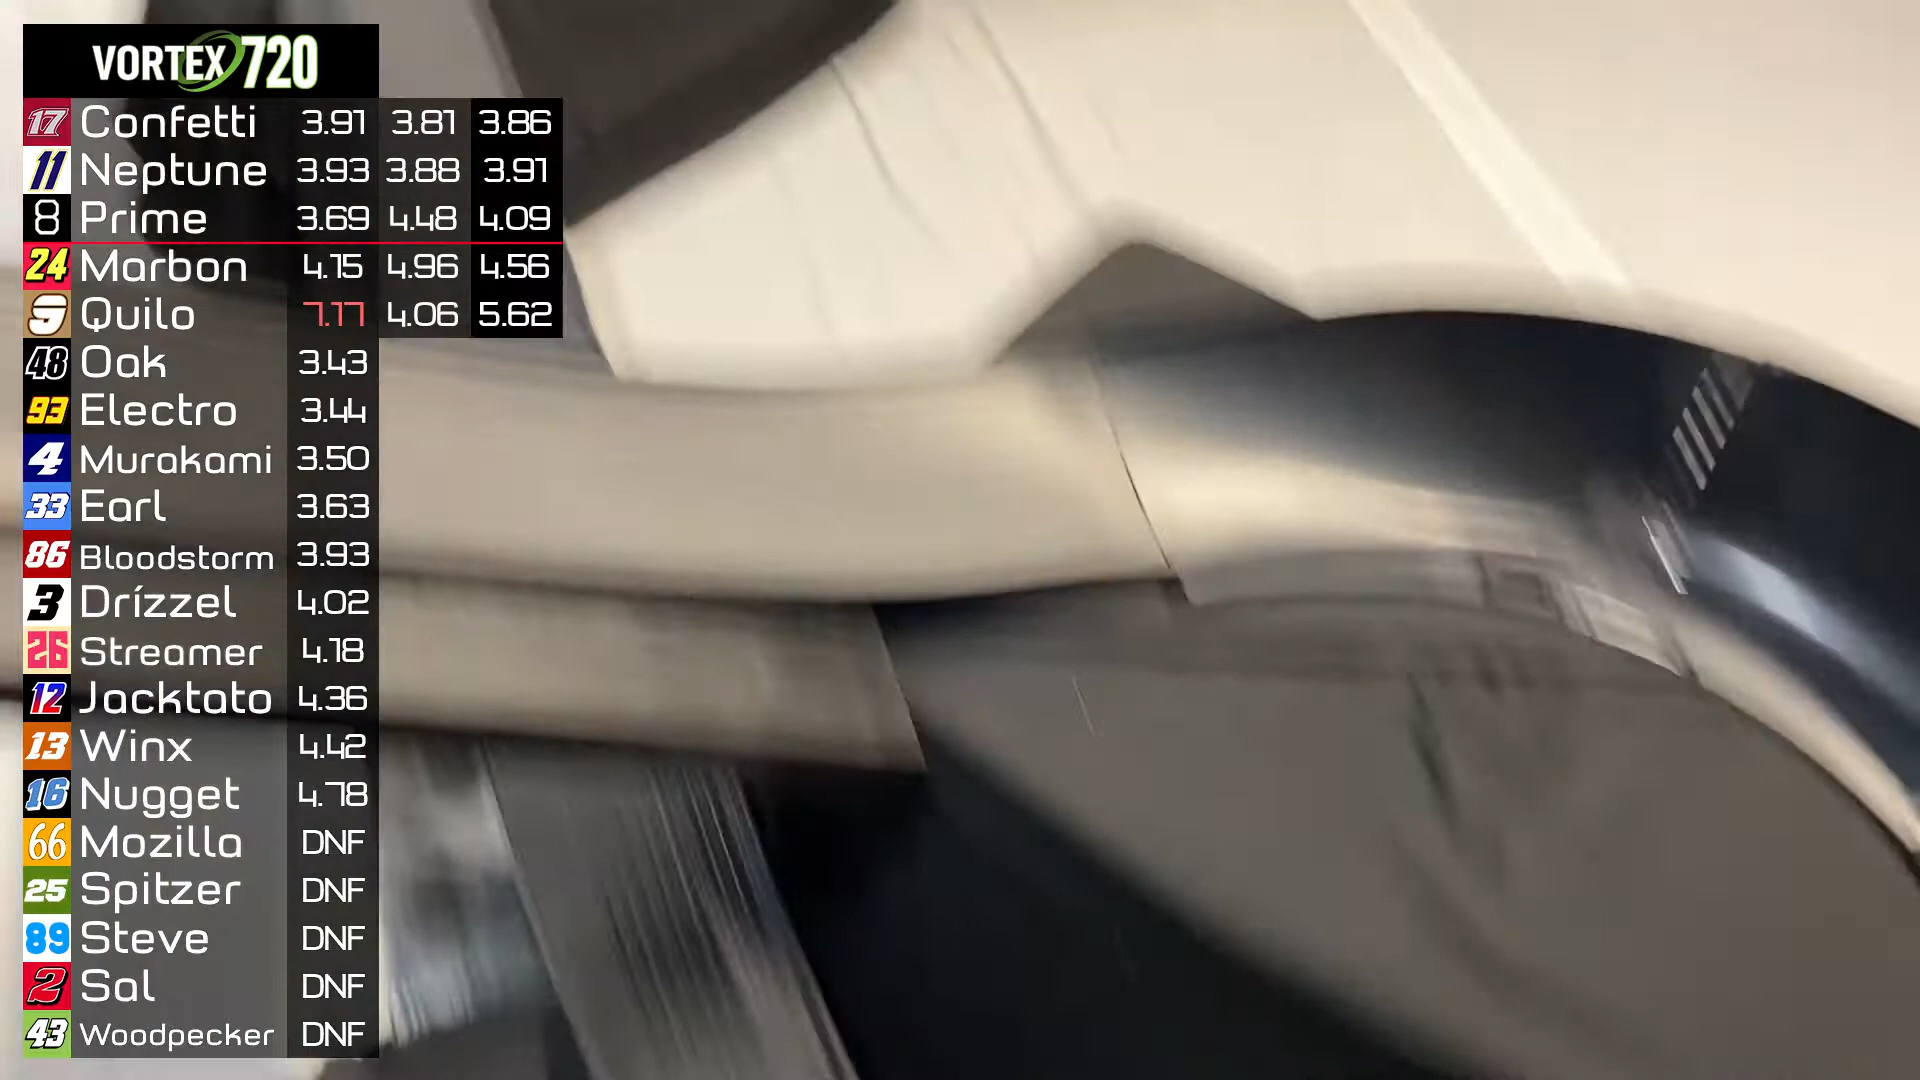 VORTEX 720
17 Confetti 3.91 3.81 3.86
11 Neptune 3.93 3.88 3.91
8 Prime 3.69 4.48 4.09
24 Marbon 4.15 4.96 4.56
9 Quilo 7.17 4.06 5.62
48 Oak 3.43
93 Electro 3.44
4 Murakami 3.50
33 Earl 3.63
86 Bloodstorm 3.93
3 Drízzel 4.02
26 Streamer 4.18
12 Jacktato 4.36
13 Winx 4.42
16 Nugget 4.78
66 Mozilla DNF
25 Spitzer DNF
89 Steve DNF
2 Sal DNF
43 Woodpecker DNF